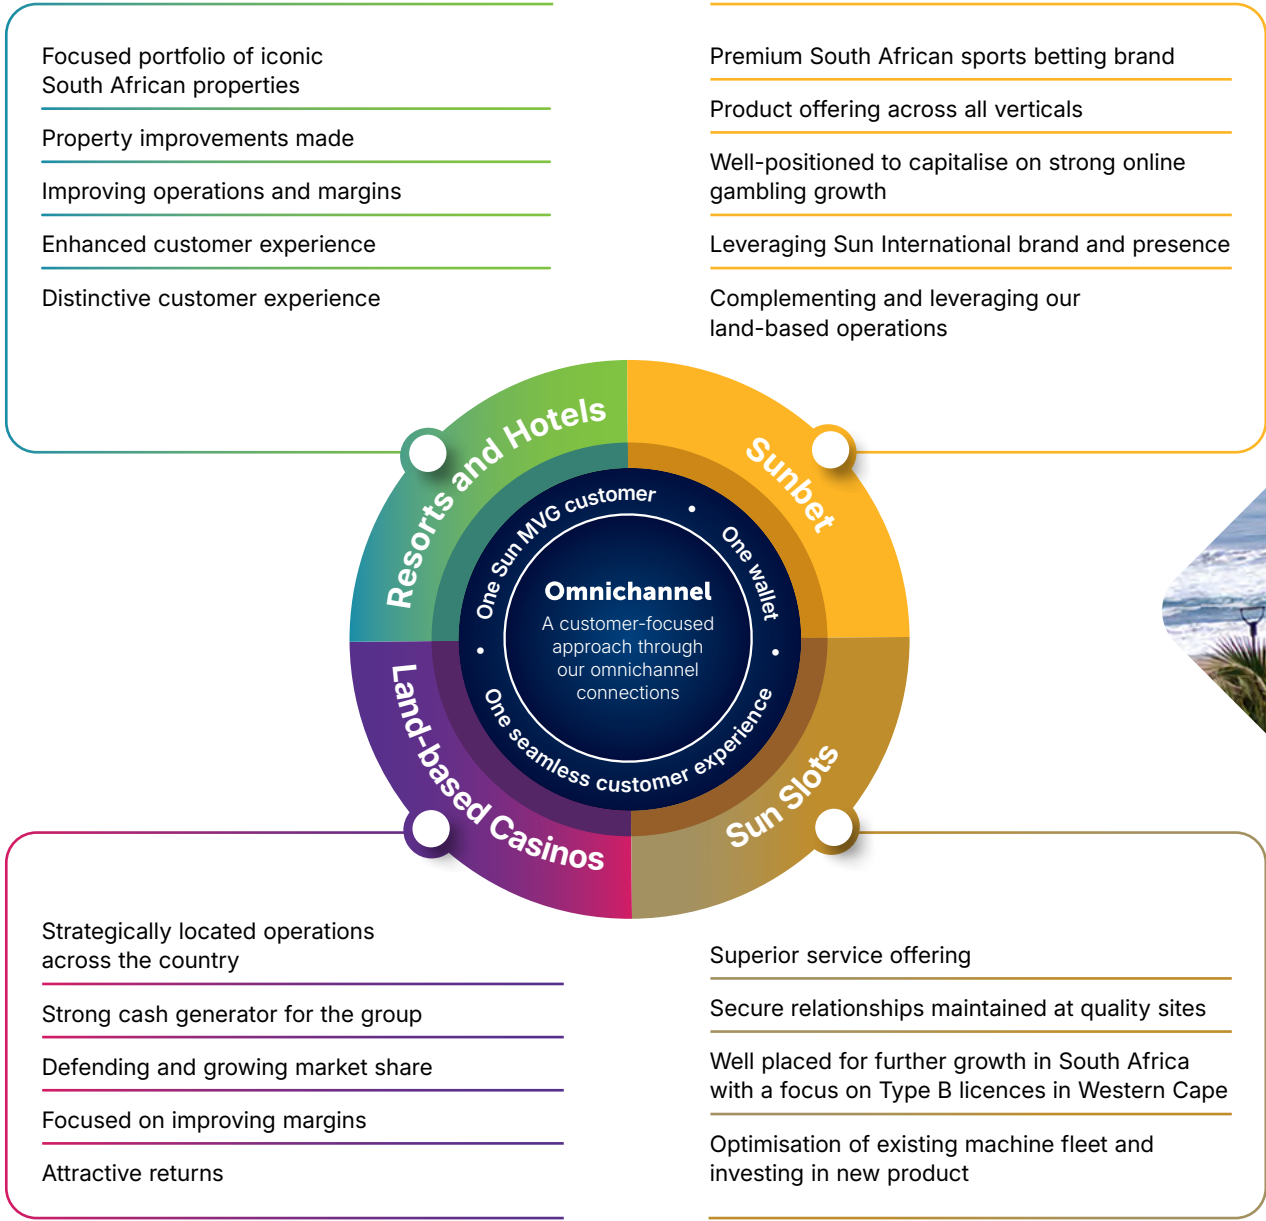 Focused portfolio of iconic
South African properties
Property improvements made
Improving operations and margins
Enhanced customer experience
Distinctive customer experience
Premium South African sports betting brand
Product offering across all verticals
Well-positioned to capitalise on strong online
gambling growth
Leveraging Sun International brand and presence
Complementing and leveraging our
land-based operations
Resorts and Hotels
Sunbet
One Sun MVG customer
•
One wallet
•
One seamless customer experience
•
Omnichannel
A customer-focused
approach through
our omnichannel
connections
Land-based Casinos
Sun Slots
Strategically located operations
across the country
Strong cash generator for the group
Defending and growing market share
Focused on improving margins
Attractive returns
Superior service offering
Secure relationships maintained at quality sites
Well placed for further growth in South Africa
with a focus on Type B licences in Western Cape
Optimisation of existing machine fleet and
investing in new product